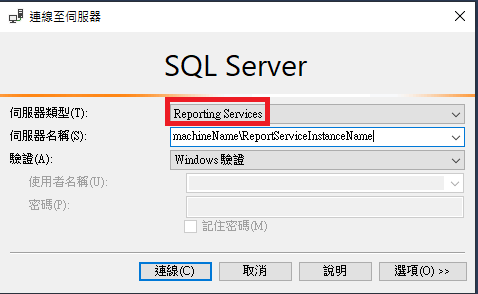 連線至伺服器
SQL Server
伺服器類型(T): Reporting Services
伺服器名稱(S): machineName\ReportServiceInstanceName
驗證(A): Windows 驗證
使用者名稱(U):
密碼(P):
記住密碼(M)
連線(C) 取消 說明 選項(O) >>